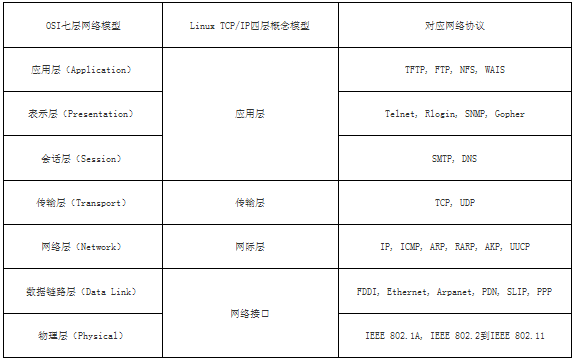 OSI七层网络模型 Linux TCP/IP四层概念模型 对应网络协议
应用层（Application） TFTP, FTP, NFS, WAIS
表示层（Presentation） 应用层 Telnet, Rlogin, SNMP, Gopher
会话层（Session） SMTP, DNS
传输层（Transport） 传输层 TCP, UDP
网络层（Network） 网际层 IP, ICMP, ARP, RARP, AKP, UUCP
数据链路层（Data Link） FDDI, Ethernet, Arpanet, PDN, SLIP, PPP
网络接口
物理层（Physical） IEEE 802.1A, IEEE 802.2到IEEE 802.11